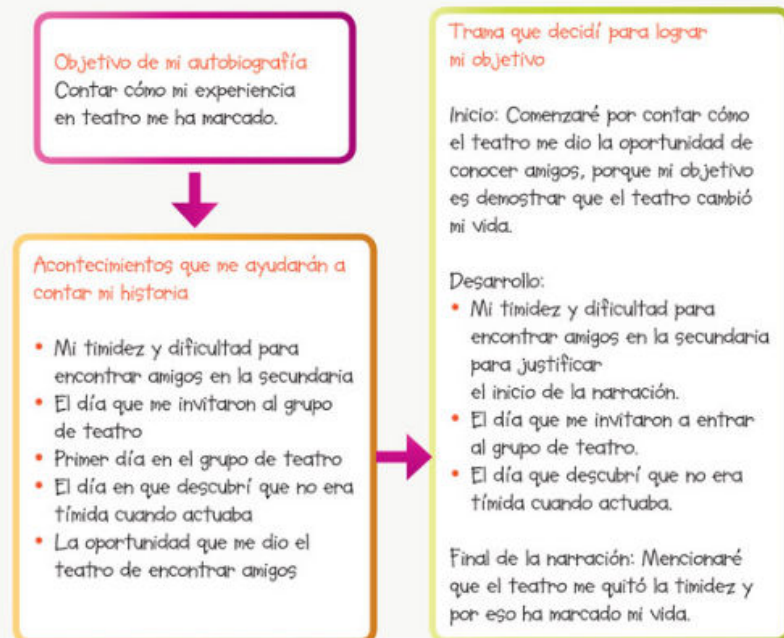 Objetivo de mi autobiografía
Contar cómo mi experiencia
en teatro me ha marcado.
Acontecimientos que me ayudarán a
contar mi historia
• Mi timidez y dificultad para
encontrar amigos en la secundaria
• El día que me invitaron al grupo
de teatro
• Primer día en el grupo de teatro
• El día en que descubrí que no era
tímida cuando actuaba
• La oportunidad que me dio el
teatro de encontrar amigos
Trama que decidí para lograr
mi objetivo
Inicio: Comenzaré por contar cómo
el teatro me dio la oportunidad de
conocer amigos, porque mi objetivo
es demostrar que el teatro cambió
mi vida.
Desarrollo:
• Mi timidez y dificultad para
encontrar amigos en la secundaria
para justificar
el inicio de la narración.
• El día que me invitaron a entrar
al grupo de teatro.
• El día que descubrí que no era
tímida cuando actuaba.
Final de la narración: Mencionaré
que el teatro me quitó la timidez y
por eso ha marcado mi vida.